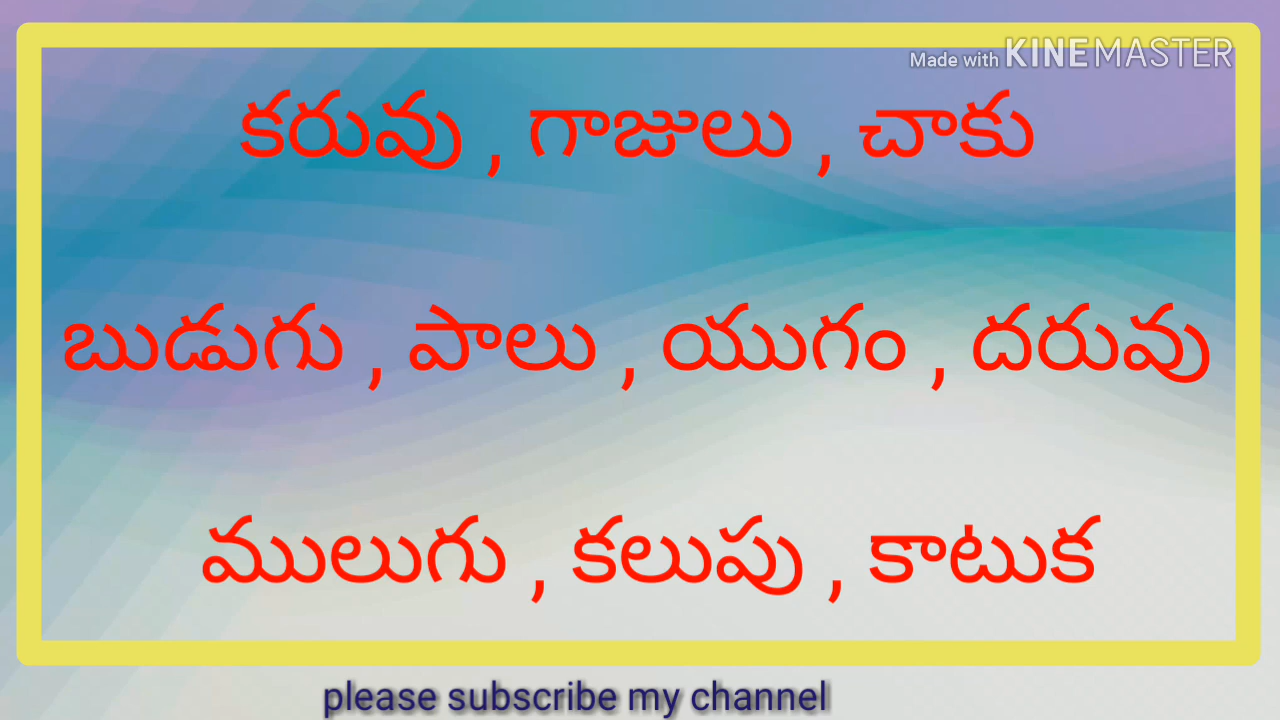 Made with KINEMASTER
కరువు , గాజులు , చాకు
బుడుగు , పాలు , యుగం , దరువు
ములుగు , కలుపు , కాటుక
please subscribe my channel